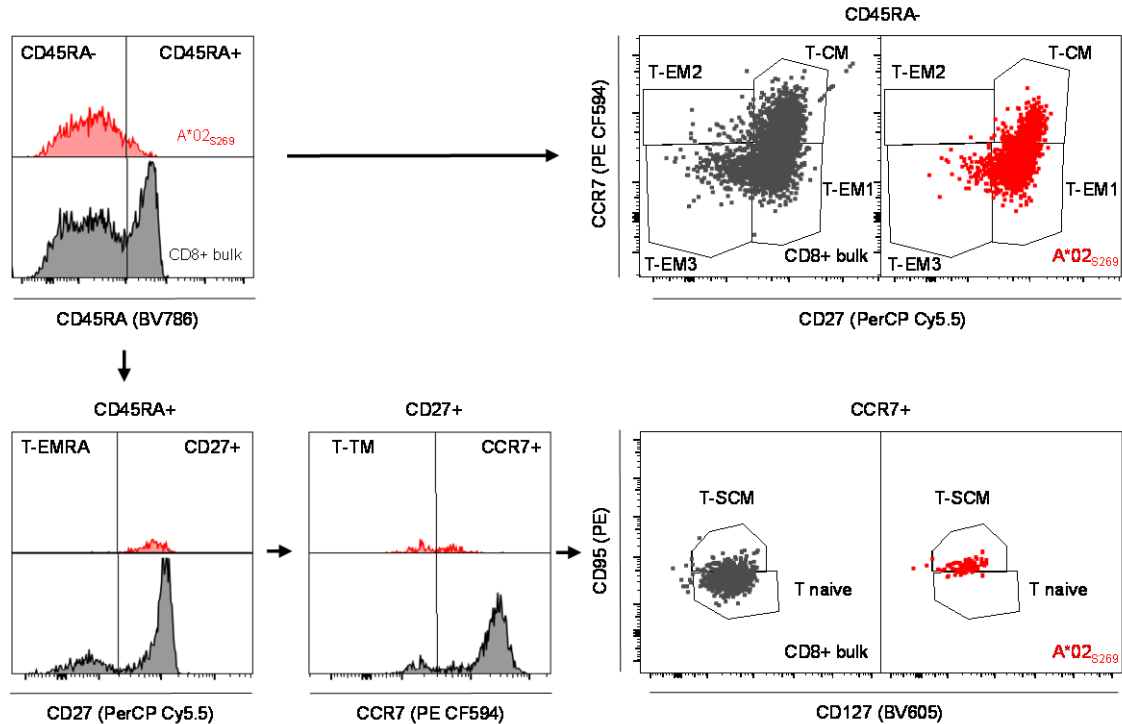 CD45RA-
CD45RA- CD45RA+
A*02S269
CD8+ bulk
CD45RA (BV786)
T-CM
T-EM2
T-EM1
T-EM3
CD8+ bulk
T-CM
T-EM2
T-EM1
T-EM3
A*02S269
CCR7 (PE CF594)
CD27 (PerCP Cy5.5)
CD45RA+
T-EMRA CD27+
CD27 (PerCP Cy5.5)
CD27+
T-TM CCR7+
CCR7 (PE CF594)
CCR7+
T-SCM
T naive
CD8+ bulk
T-SCM
T naive
A*02S269
CD95 (PE)
CD127 (BV605)